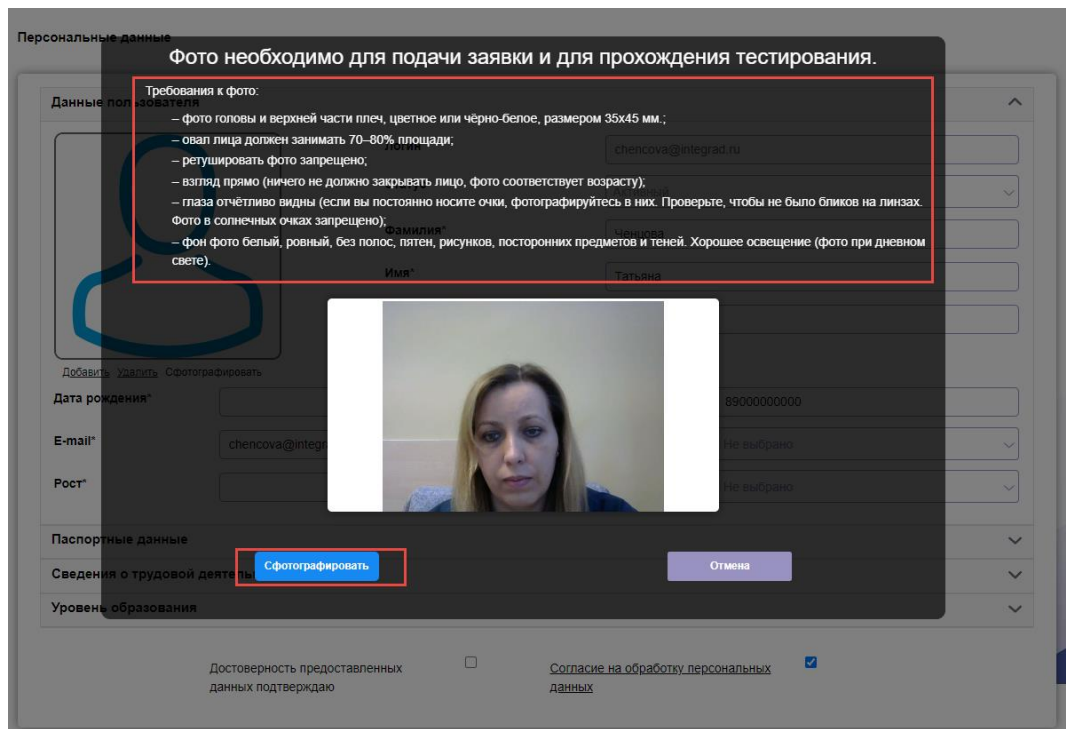 Персональные данные
Фото необходимо для подачи заявки и для прохождения тестирования.
Данные пользователя
Требования к фото:
– фото головы и верхней части плеч, цветное или чёрно-белое, размером 35x45 мм.;
– овал лица должен занимать 70–80% площади;
– ретушировать фото запрещено;
– взгляд прямо (ничего не должно закрывать лицо, фото соответствует возрасту);
– глаза отчётливо видны (если вы постоянно носите очки, фотографируйтесь в них. Проверьте, чтобы не было бликов на линзах.
Фото в солнечных очках запрещено);
– фон фото белый, ровный, без полос, пятен, рисунков, посторонних предметов и теней. Хорошее освещение (фото при дневном
свете).
Логин
chencova@integrad.ru
Активный
Фамилия*
Ченцова
Имя*
Татьяна
Добавить Удалить Сфотографировать
Дата рождения*
89000000000
E-mail*
chencova@integr
Не выбрано
Рост*
Не выбрано
Паспортные данные
Сведения о трудовой деятель
Сфотографировать
Отмена
Уровень образования
Достоверность предоставленных
данных подтверждаю
Согласие на обработку персональных
данных